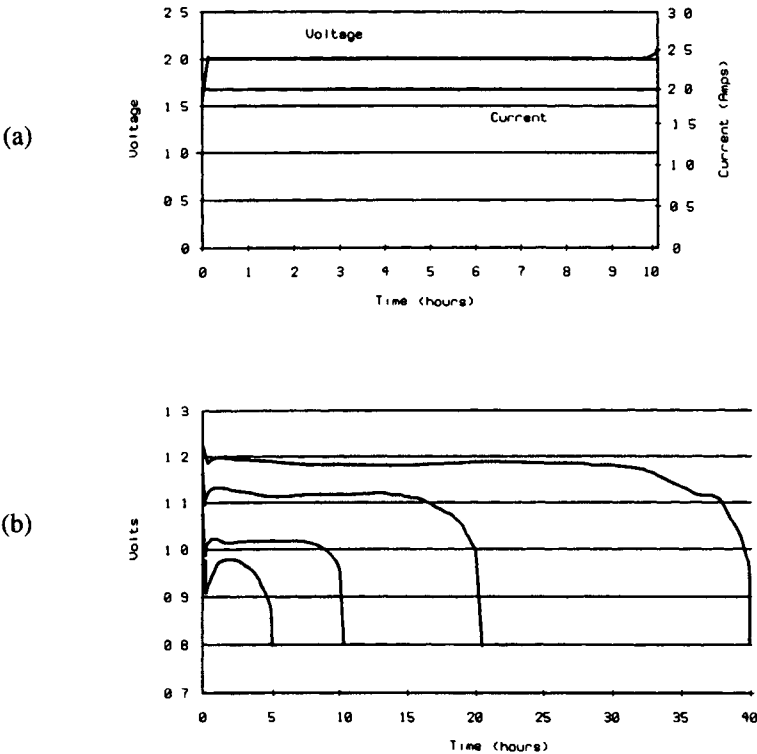 (a)
2 5
2 0
1 5
1 0
0 5
0
Voltage
Voltage
Current
3 0
2 5
2 0
1 5
1 0
0 5
0
Current (Amps)
0 1 2 3 4 5 6 7 8 9 10
Time (hours)
(b)
1 3
1 2
1 1
1 0
0 9
0 8
0 7
Volts
0 5 10 15 20 25 30 35 40
Time (hours)